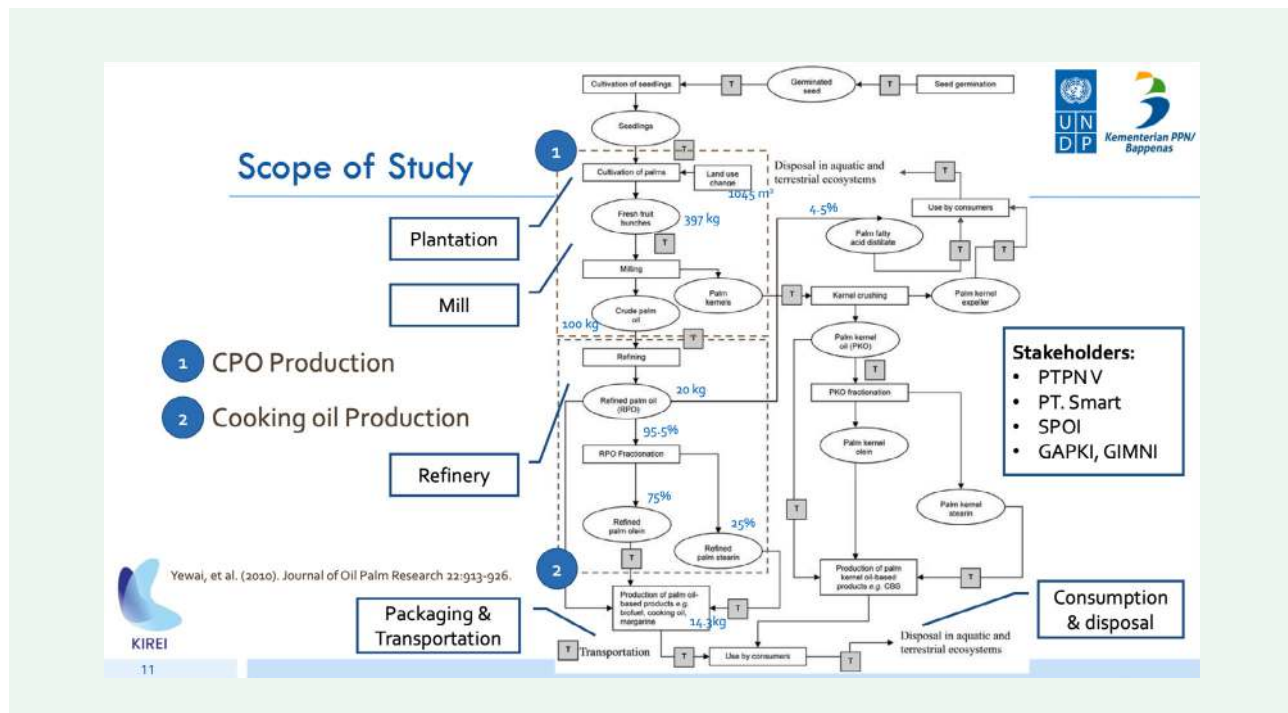 Scope of Study
UN
DP
Kementerian PPN/
Bappenas
Cultivation of seedlings
T
Germinated
seed
T
Seed germination
Seedlings
T
1
Cultivation of palms
Land use
change
1045 m²
Fresh fruit
bunches
397 kg
T
Milling
Palm
kernels
Crude palm
oil
100 kg
T
Refining
Refined palm oil
(RPO)
20 kg
95.5%
RPO Fractionation
75%
25%
Refined
palm olein
Refined
palm stearin
T
2
Production of palm oil-
based products e.g.
biofuel, cooking oil,
margarine
14.3kg
T
T Transportation
T
Use by consumers
T
Disposal in aquatic and
terrestrial ecosystems
Disposal in aquatic and
terrestrial ecosystems
T
Use by consumers
4.5%
Palm fatty
acid distillate
T
T
T
Kernel crushing
Palm kernel
expeller
Palm kernel
oil (PKO)
T
PKO fractionation
Palm kernel
olein
Palm kernel
stearin
T
Production of palm
kernel oil-based
products e.g. CBS
T
Plantation
Mill
1 CPO Production
2 Cooking oil Production
Refinery
Packaging &
Transportation
Stakeholders:
• PTPN V
• PT. Smart
• SPOI
• GAPKI, GIMNI
Consumption
& disposal
Yewai, et al. (2010). Journal of Oil Palm Research 22:913-926.
KIREI
11